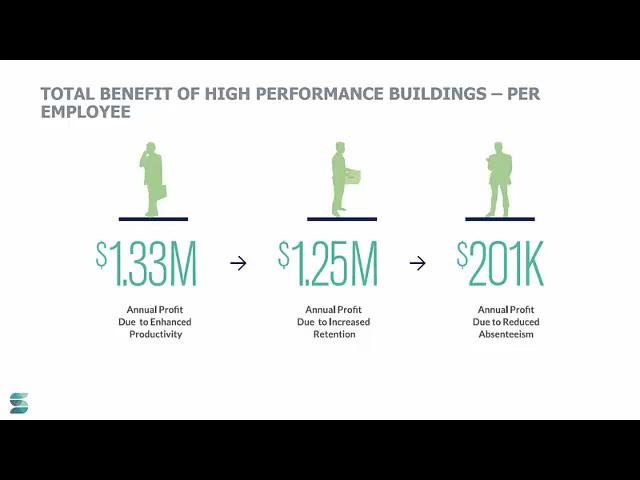 TOTAL BENEFIT OF HIGH PERFORMANCE BUILDINGS – PER
EMPLOYEE
$1.33M → $1.25M → $201K
Annual Profit
Due to Enhanced
Productivity
Annual Profit
Due to Increased
Retention
Annual Profit
Due to Reduced
Absenteeism